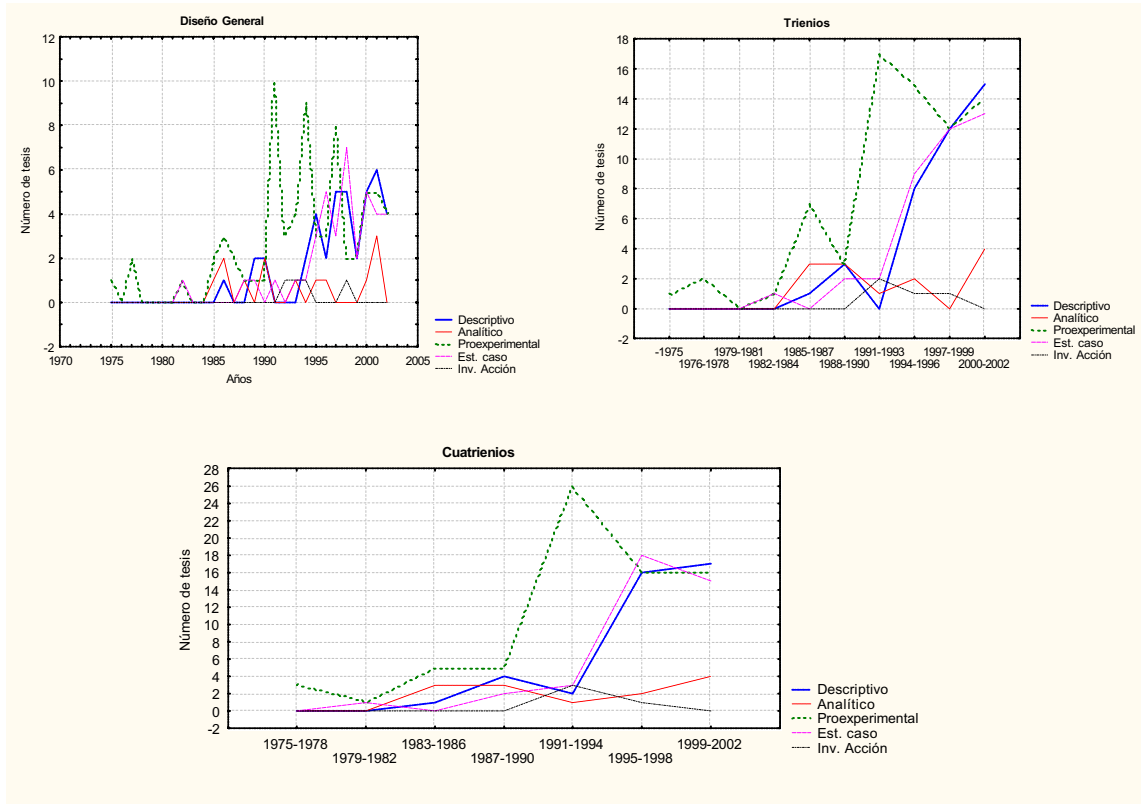 Diseño General
12
10
8
6
4
2
0
-2
Número de tesis
1970 1975 1980 1985 1990 1995 2000 2005
Años
Descriptivo
Analítico
Proexperimental
Est. caso
Inv. Acción
Trienios
18
16
14
12
10
8
6
4
2
0
-2
Número de tesis
-1975 1979-1981 1985-1987 1991-1993 1997-1999
1976-1978 1982-1984 1988-1990 1994-1996 2000-2002
Descriptivo
Analítico
Proexperimental
Est. caso
Inv. Acción
Cuatrienios
28
26
24
22
20
18
16
14
12
10
8
6
4
2
0
-2
Número de tesis
1975-1978 1983-1986 1991-1994 1999-2002
1979-1982 1987-1990 1995-1998
Descriptivo
Analítico
Proexperimental
Est. caso
Inv. Acción